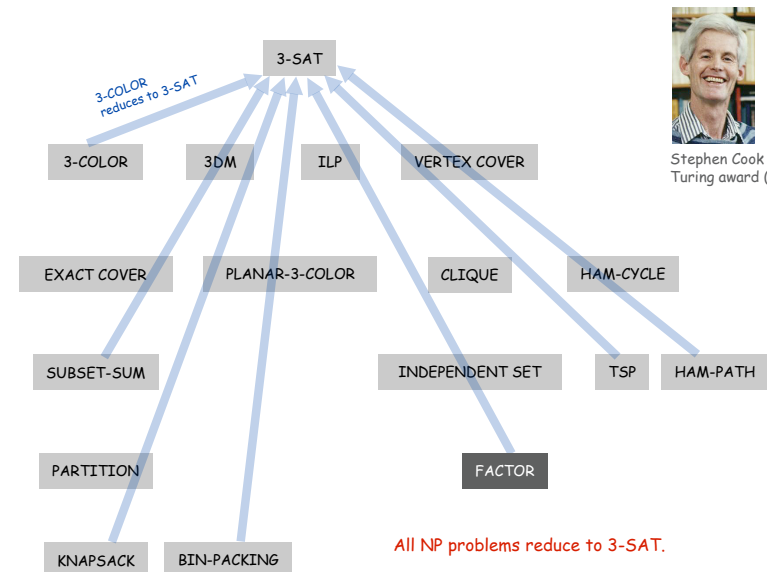 3-SAT
3-COLOR
reduces to 3-SAT
3-COLOR
3DM
ILP
VERTEX COVER
Stephen Cook
Turing award (
EXACT COVER
PLANAR-3-COLOR
CLIQUE
HAM-CYCLE
SUBSET-SUM
INDEPENDENT SET
TSP
HAM-PATH
PARTITION
FACTOR
All NP problems reduce to 3-SAT.
KNAPSACK
BIN-PACKING